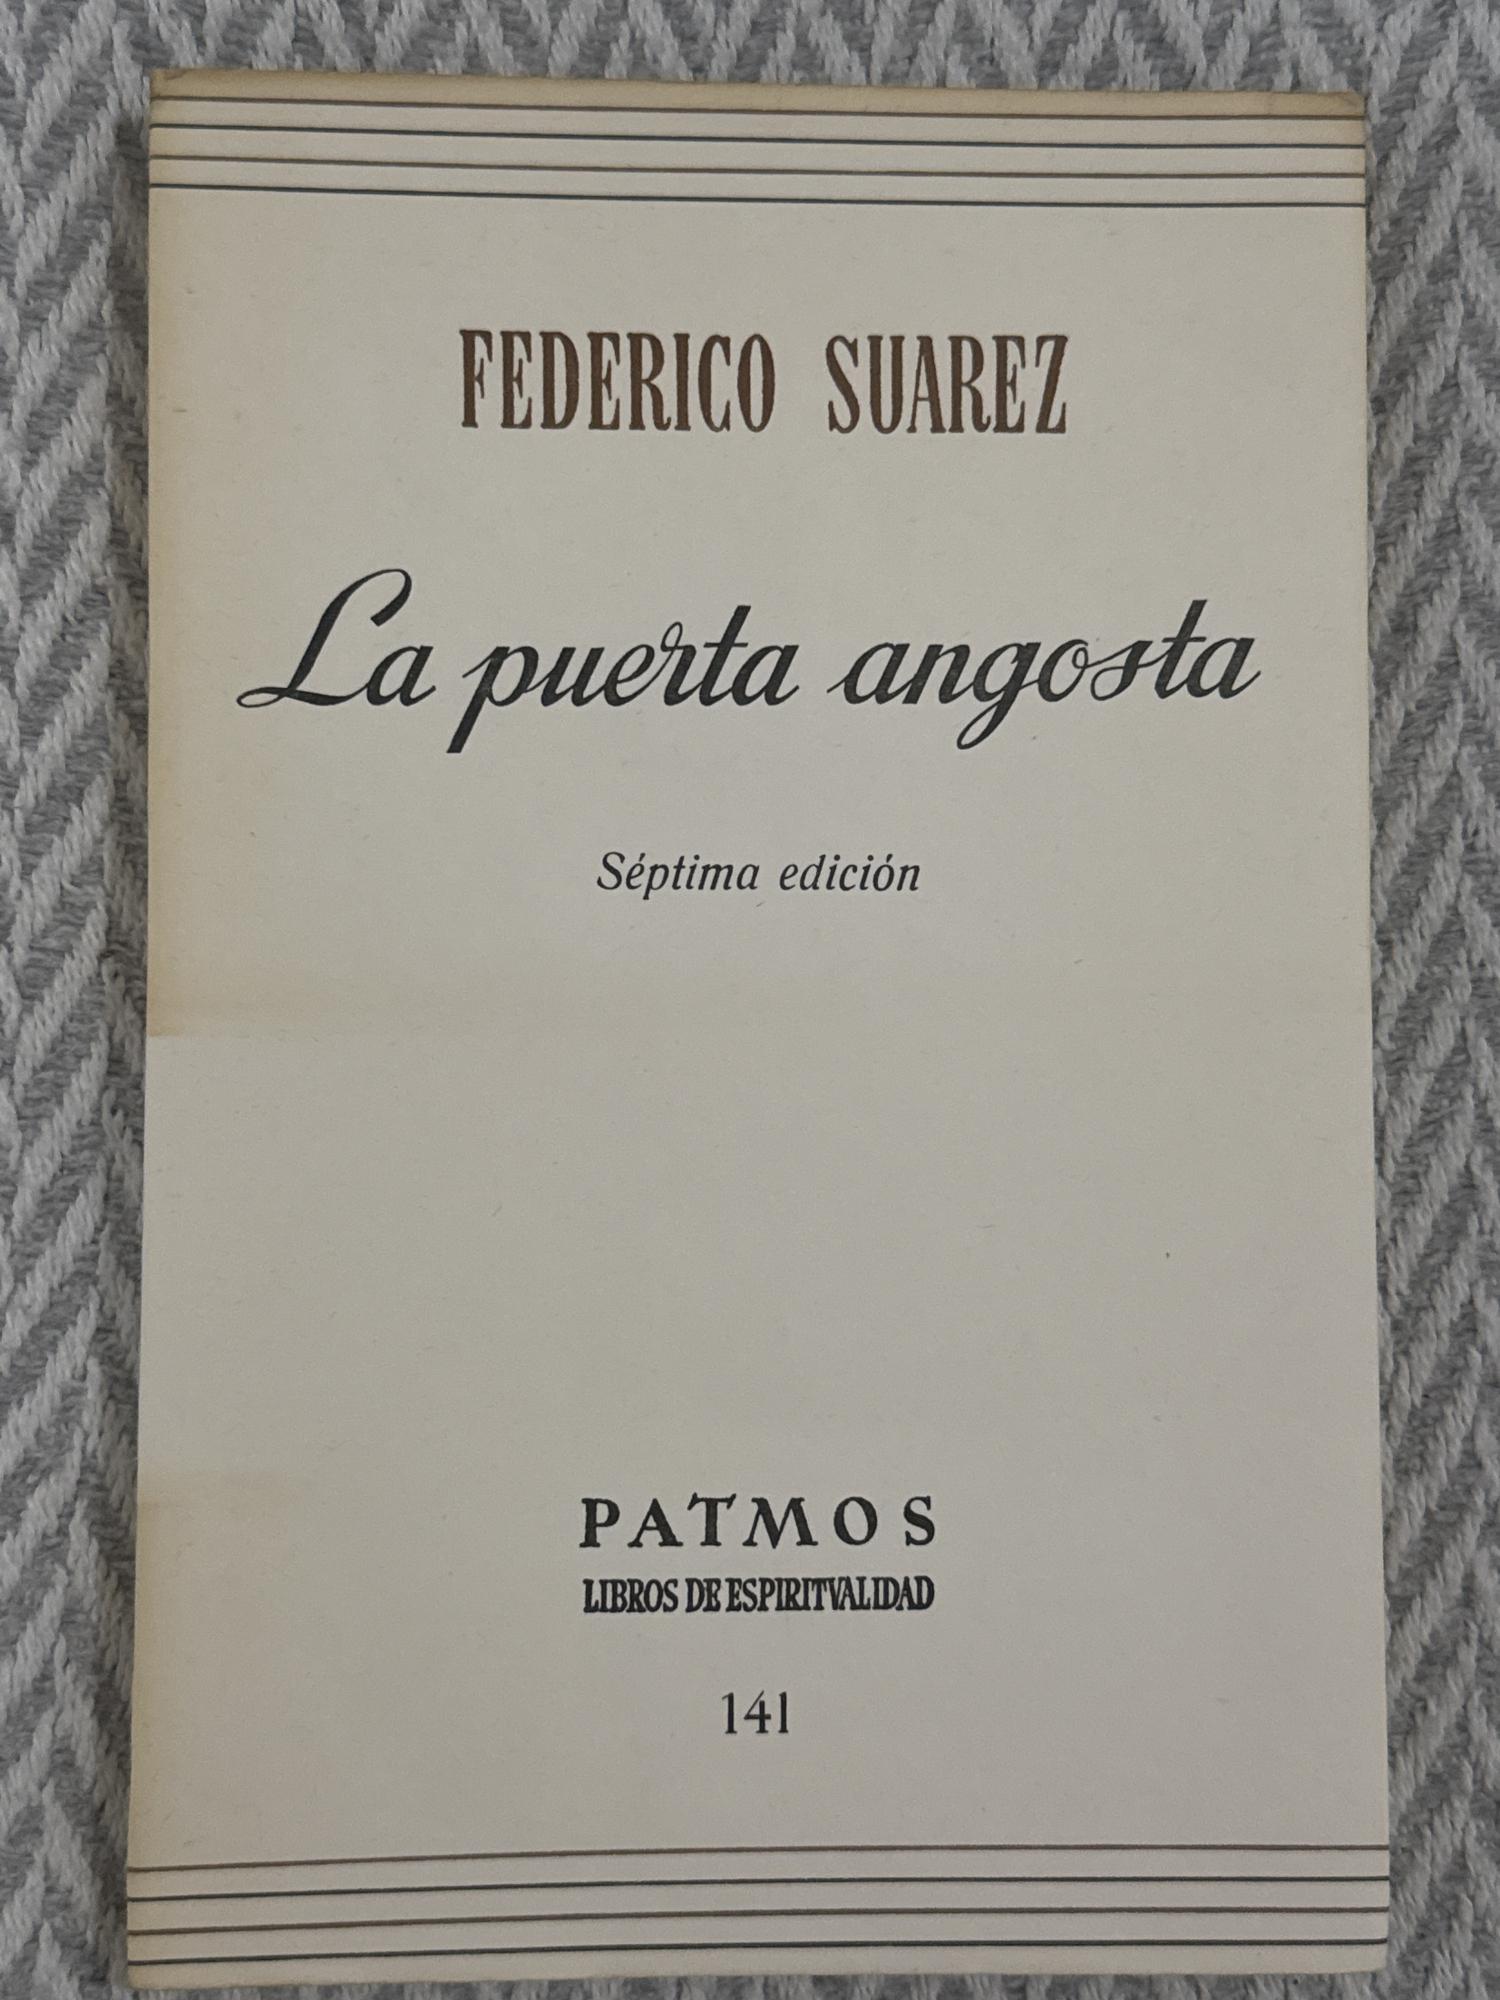 FEDERICO SUAREZ
La puerta angosta
Séptima edición
PATMOS
LIBROS DE ESPIRITVALIDAD
141